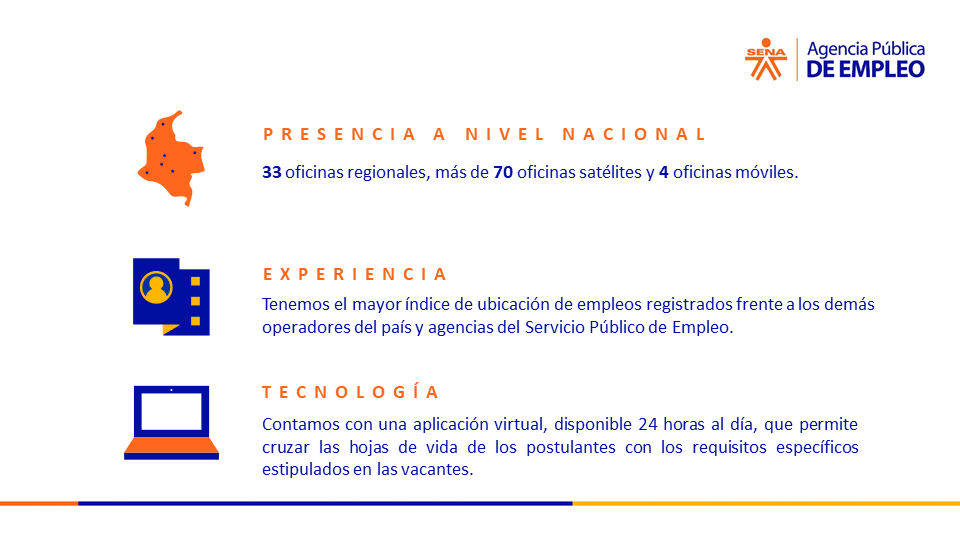 SENA
Agencia Pública
DE EMPLEO
PRESENCIA A NIVEL NACIONAL
33 oficinas regionales, más de 70 oficinas satélites y 4 oficinas móviles.
EXPERIENCIA
Tenemos el mayor índice de ubicación de empleos registrados frente a los demás
operadores del país y agencias del Servicio Público de Empleo.
TECNOLOGÍA
Contamos con una aplicación virtual, disponible 24 horas al día, que permite
cruzar las hojas de vida de los postulantes con los requisitos específicos
estipulados en las vacantes.